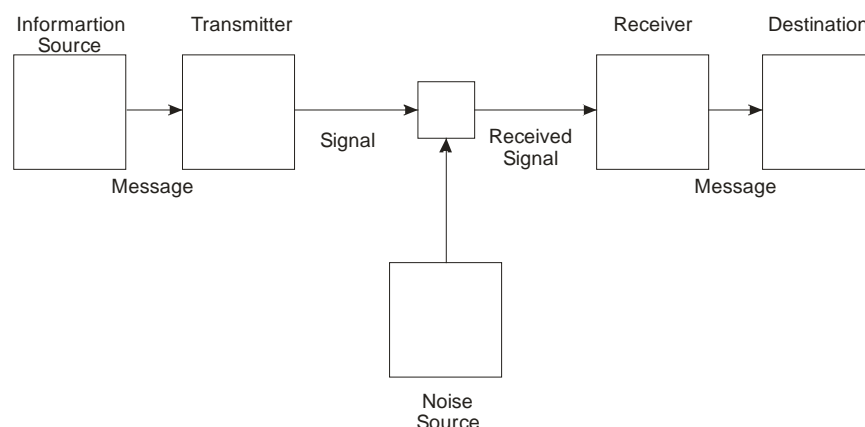 Informartion
Source
Transmitter
Receiver
Destination
Signal
Received
Signal
Message
Message
Noise
Source